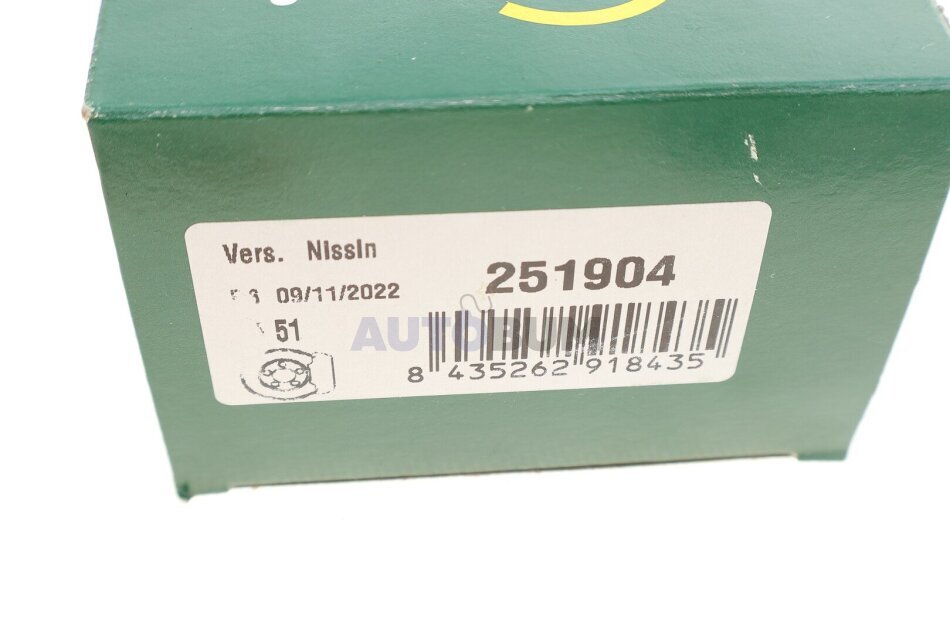 Vers. NIssIn
09/11/2022
51
251904
8 435262 918435
AUTOBUM